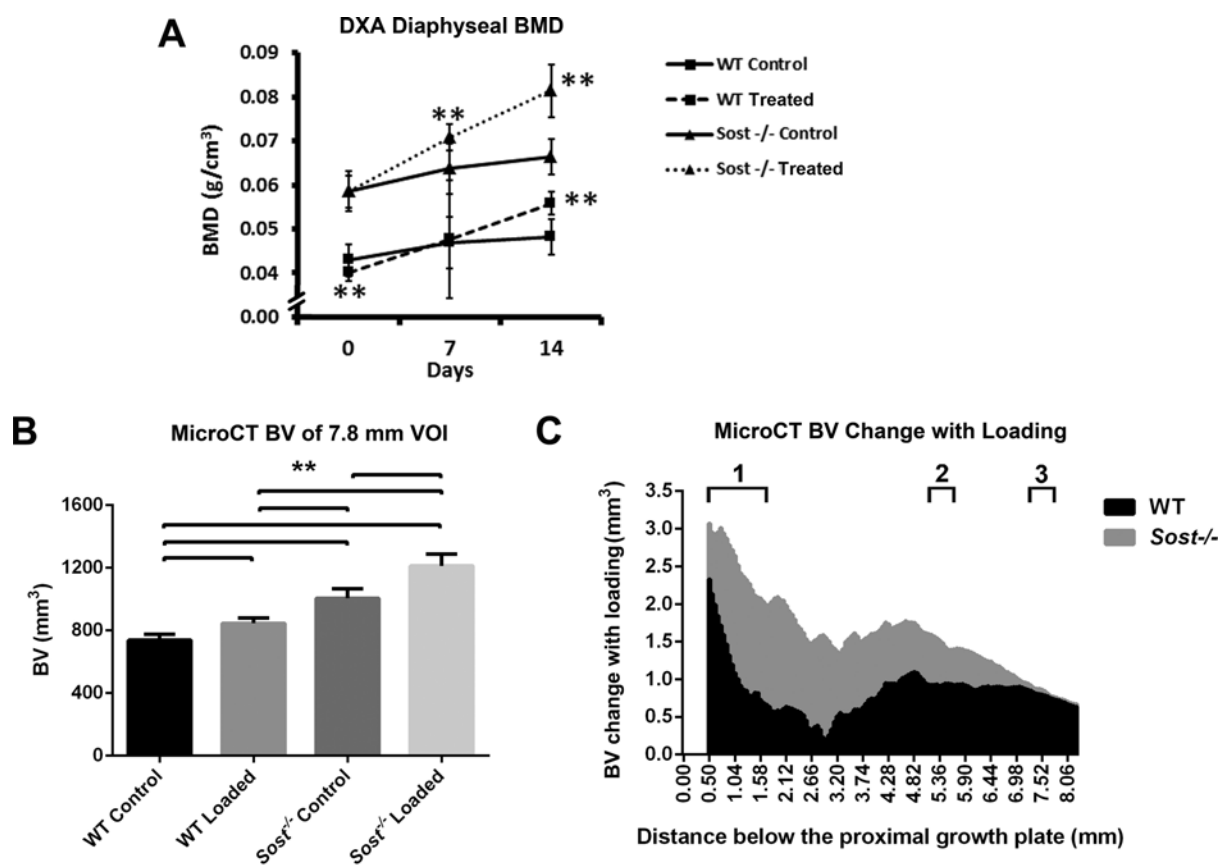 A
DXA Diaphyseal BMD
0.09
0.08
0.07
0.06
0.05
0.04
0.00
BMD (g/cm³)
**
**
**
**
0 7 14
Days
WT Control
WT Treated
Sost -/- Control
Sost -/- Treated
B
MicroCT BV of 7.8 mm VOI
**
1600
1200
800
400
0
BV (mm³)
WT Control
WT Loaded
Sost-/- Control
Sost-/- Loaded
C
MicroCT BV Change with Loading
1 2 3
3.5
3.0
2.5
2.0
1.5
1.0
0.5
0.0
BV change with loading (mm³)
0.00 0.50 1.04 1.58 2.12 2.66 3.20 3.74 4.28 4.82 5.36 5.90 6.44 6.98 7.52 8.06
Distance below the proximal growth plate (mm)
WT
Sost-/-